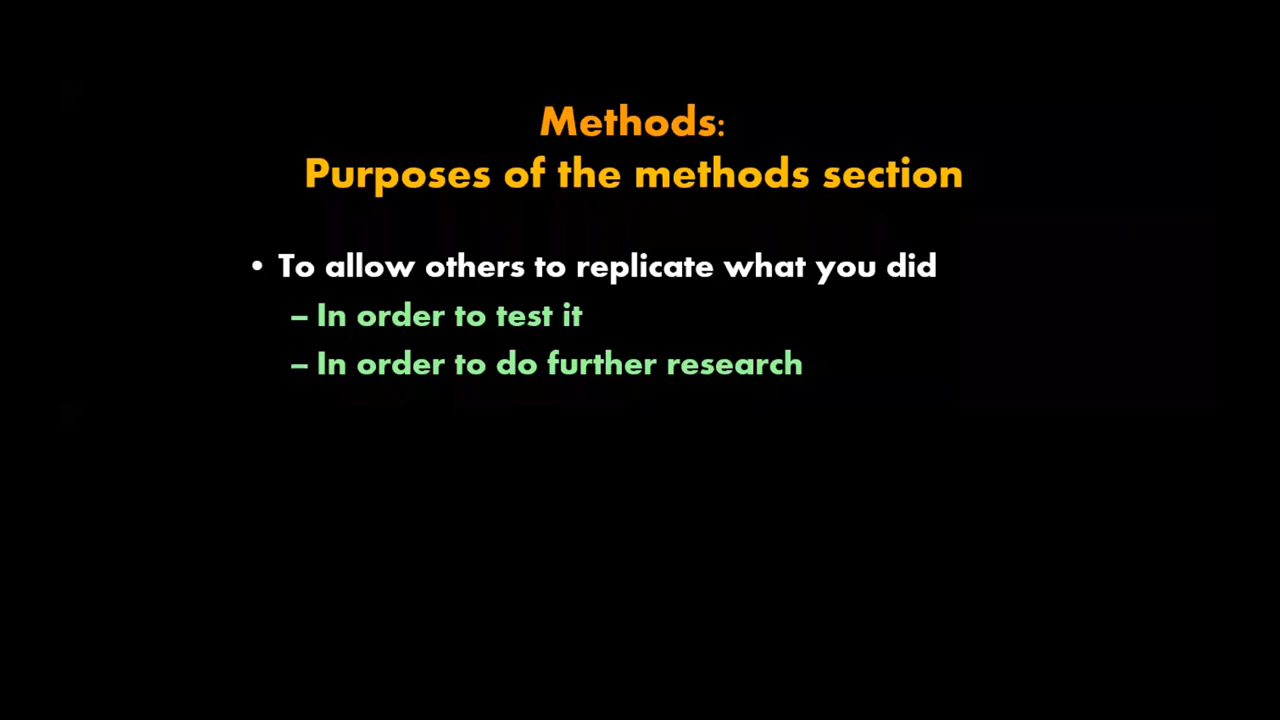 Methods:
Purposes of the methods section
• To allow others to replicate what you did
– In order to test it
– In order to do further research